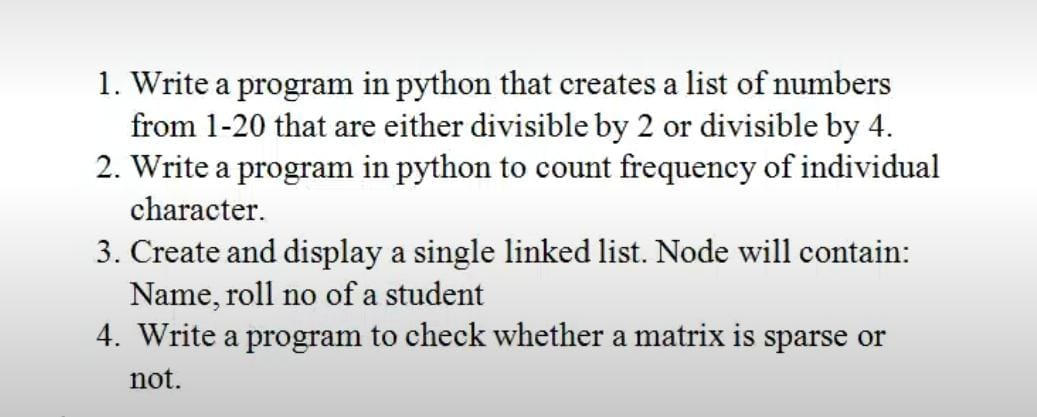 1. Write a program in python that creates a list of numbers
from 1-20 that are either divisible by 2 or divisible by 4.
2. Write a program in python to count frequency of individual
character.
3. Create and display a single linked list. Node will contain:
Name, roll no of a student
4. Write a program to check whether a matrix is sparse or
not.